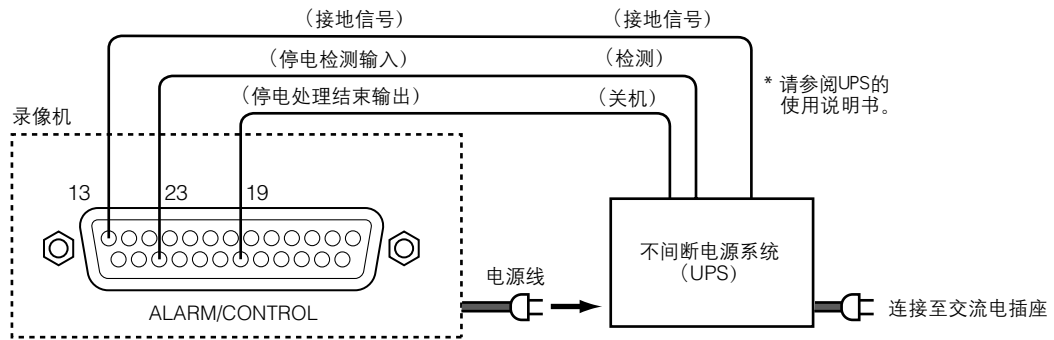 （接地信号）
（接地信号）
（停电检测输入）
（检测）
（停电处理结束输出）
（关机）
* 请参阅UPS的
使用说明书。
录像机
13
23
19
不间断电源系统
（UPS）
电源线
ALARM/CONTROL
连接至交流电插座